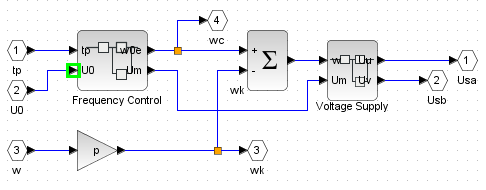 4
wc
1
tp
tp
w0e
+
-
Σ
w
u
1
Usa
2
U0
U0
Um
Frequency Control
wk
Um
Uv
Voltage Supply
2
Usb
3
w
p
3
wk